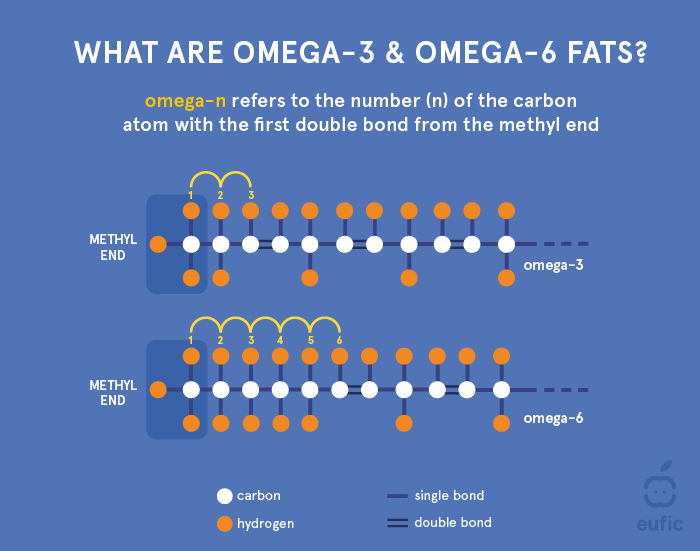 WHAT ARE OMEGA-3 & OMEGA-6 FATS?
omega-n refers to the number (n) of the carbon
atom with the first double bond from the methyl end
1 2 3
METHYL
END
omega-3
1 2 3 4 5 6
METHYL
END
omega-6
carbon
single bond
hydrogen
double bond
eufic